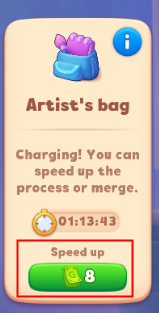 i
Artist's bag
Charging! You can
speed up the
process or merge.
01:13:43
Speed up
8